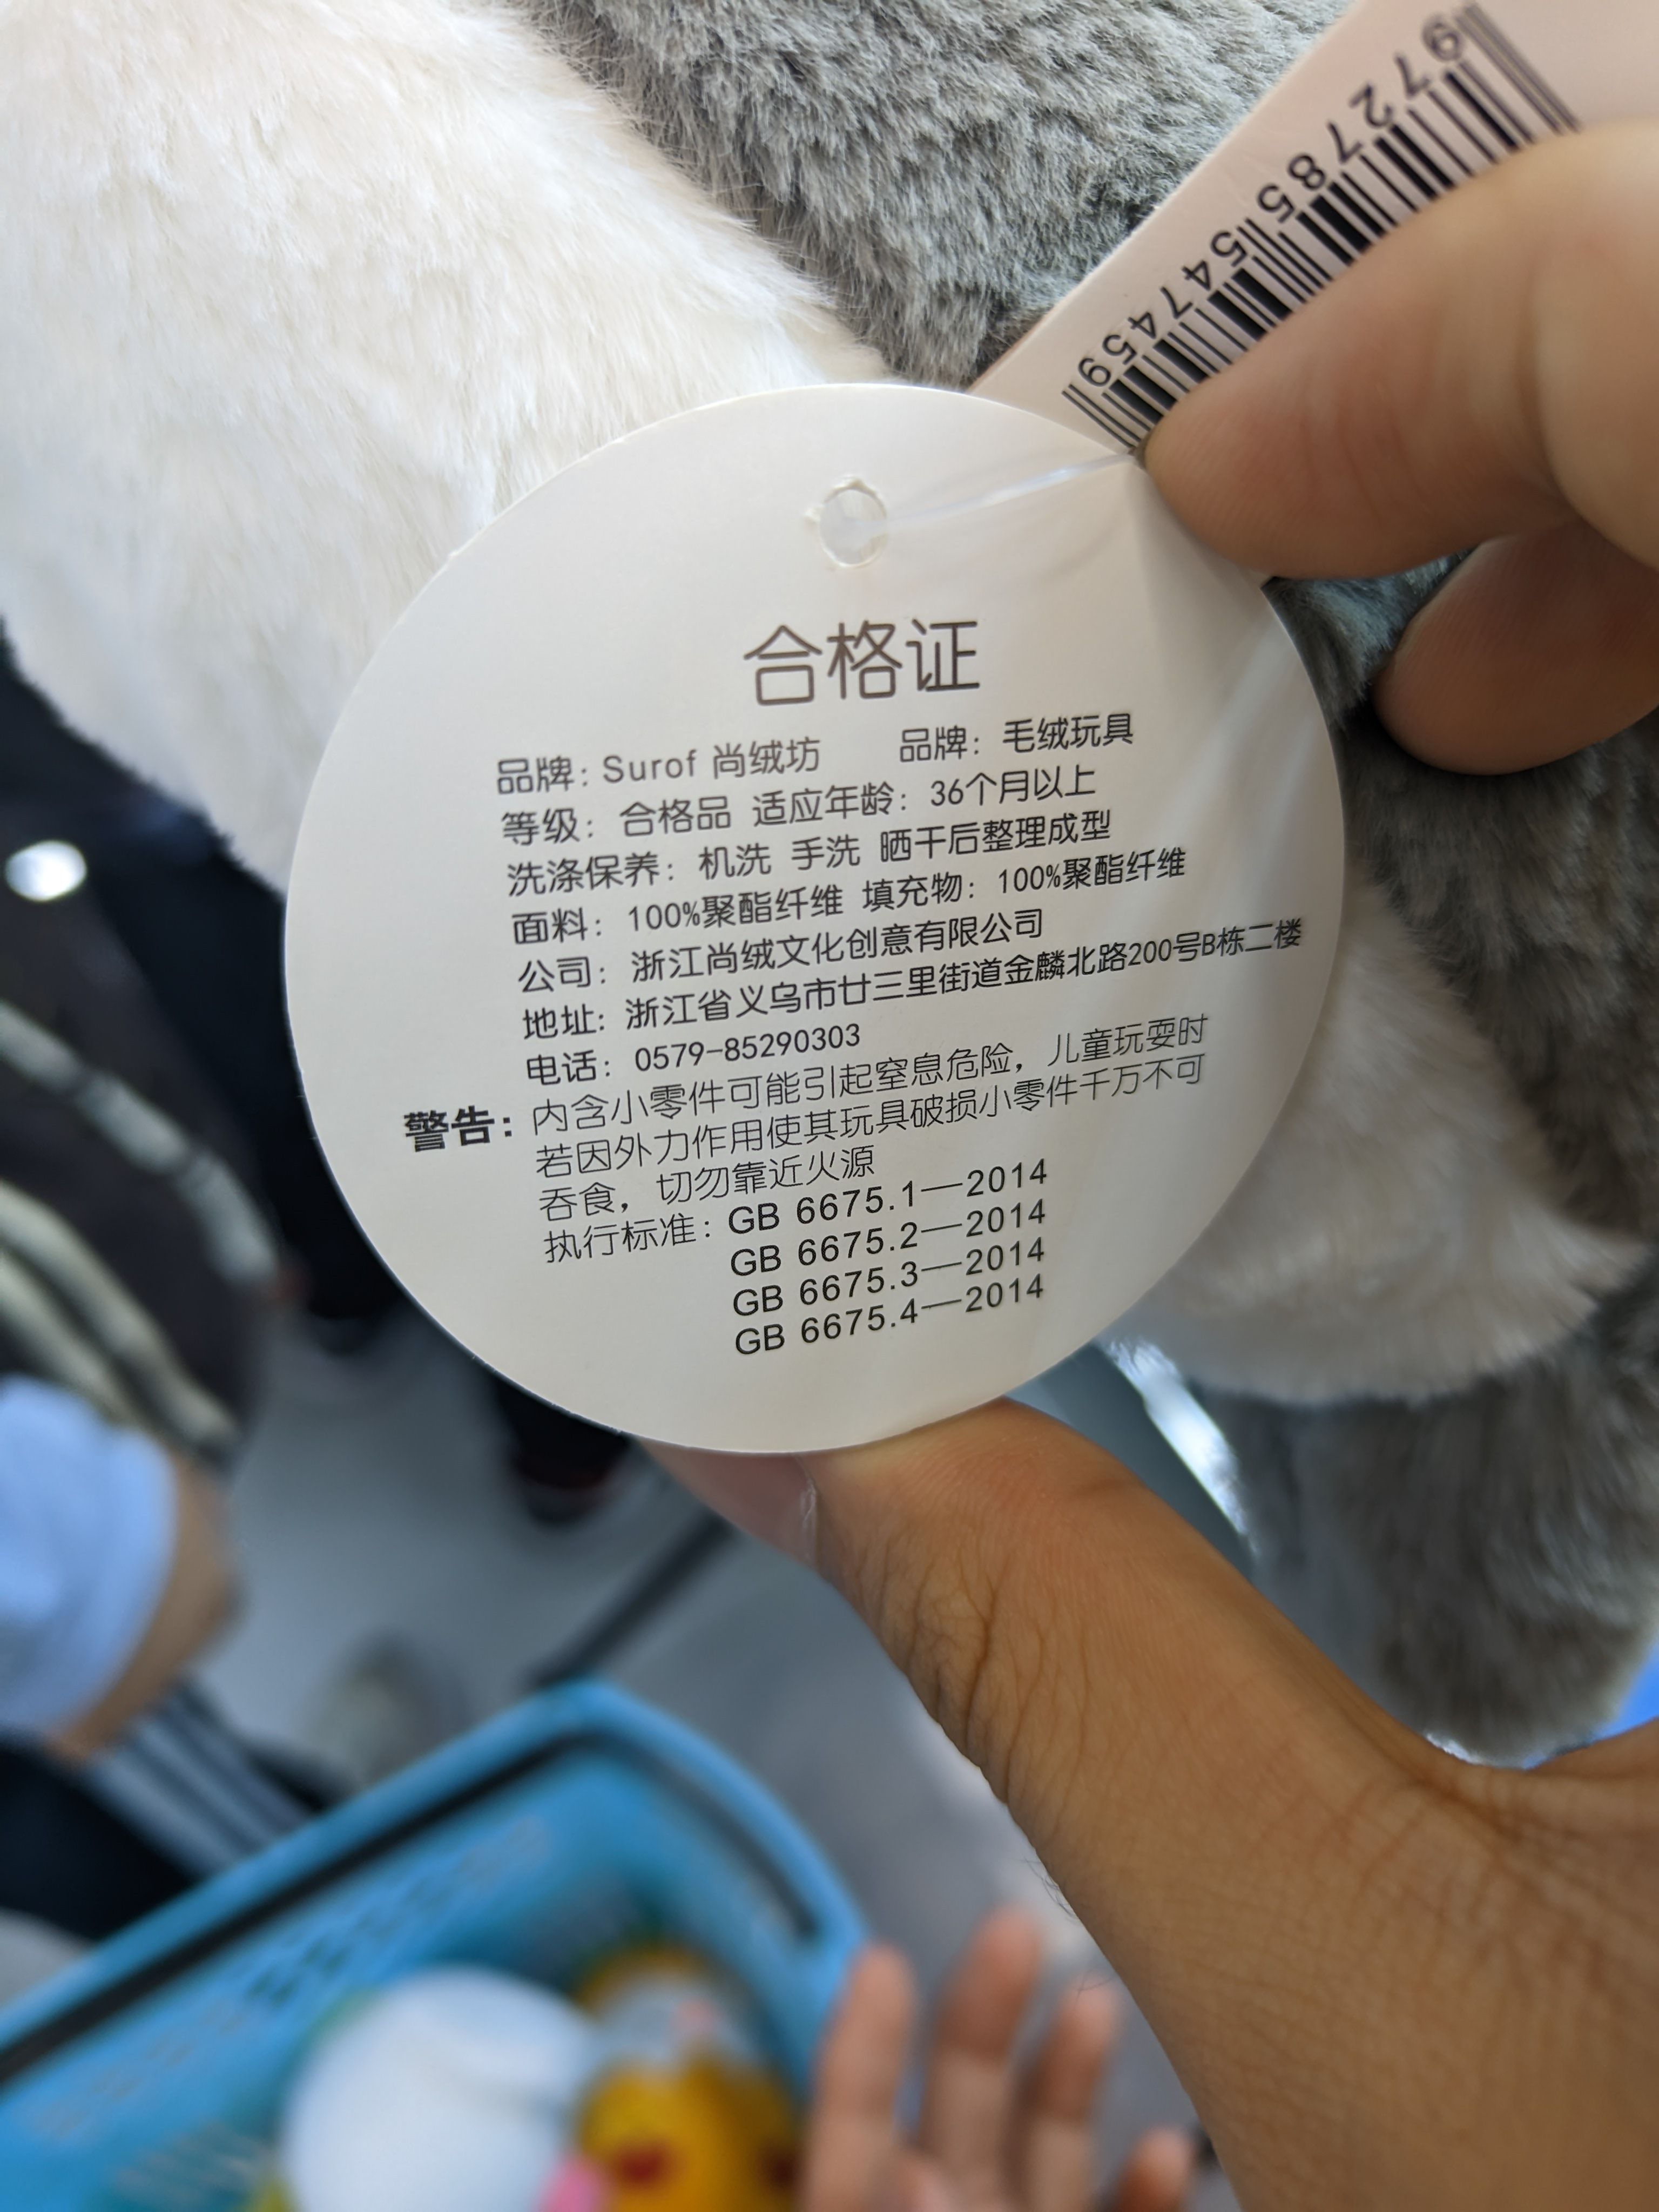 9727855547459
合格证
品牌：Surof 尚绒坊 品牌：毛绒玩具
等级：合格品 适应年龄：36个月以上
洗涤保养：机洗 手洗 晒干后整理成型
面料：100%聚酯纤维 填充物：100%聚酯纤维
公司：浙江尚绒文化创意有限公司
地址：浙江省义乌市廿三里街道金麟北路200号B栋二楼
电话：0579-85290303
警告：内含小零件可能引起窒息危险，儿童玩耍时
若因外力作用使其玩具破损小零件千万不可
吞食，切勿靠近火源
执行标准：GB 6675.1—2014
GB 6675.2—2014
GB 6675.3—2014
GB 6675.4—2014